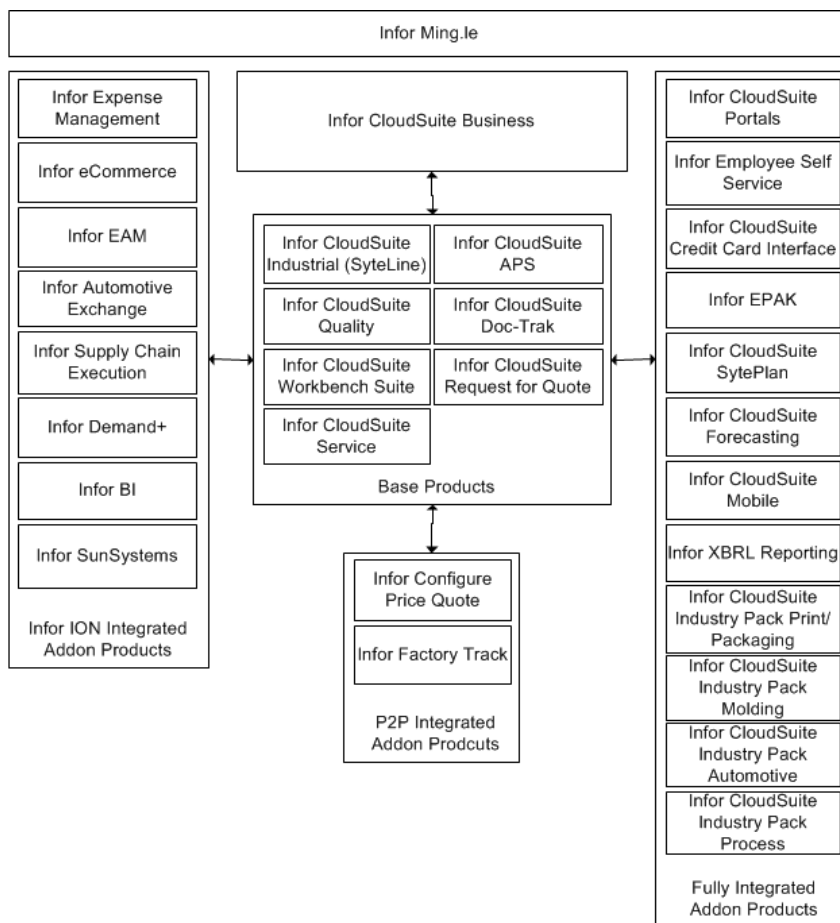 Infor Ming.le
Infor Expense
Management
Infor eCommerce
Infor EAM
Infor Automotive
Exchange
Infor Supply Chain
Execution
Infor Demand+
Infor BI
Infor SunSystems
Infor ION Integrated
Addon Products
Infor CloudSuite Business
Infor CloudSuite
Industrial (SyteLine)
Infor CloudSuite
APS
Infor CloudSuite
Quality
Infor CloudSuite
Doc-Trak
Infor CloudSuite
Workbench Suite
Infor CloudSuite
Request for Quote
Infor CloudSuite
Service
Base Products
Infor Configure
Price Quote
Infor Factory Track
P2P Integrated
Addon Prodcuts
Infor CloudSuite
Portals
Infor Employee Self
Service
Infor CloudSuite
Credit Card Interface
Infor EPAK
Infor CloudSuite
SytePlan
Infor CloudSuite
Forecasting
Infor CloudSuite
Mobile
Infor XBRL Reporting
Infor CloudSuite
Industry Pack Print/
Packaging
Infor CloudSuite
Industry Pack
Molding
Infor CloudSuite
Industry Pack
Automotive
Infor CloudSuite
Industry Pack
Process
Fully Integrated
Addon Products